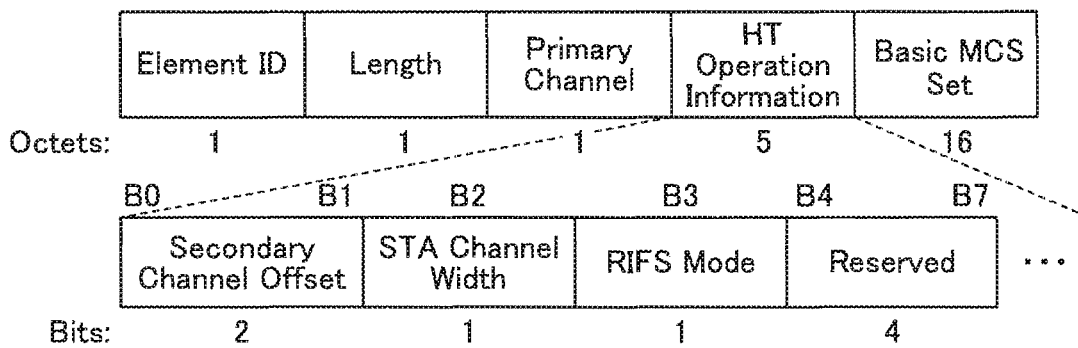 Element ID
Length
Primary
Channel
HT
Operation
Information
Basic MCS
Set
Octets: 1 1 1 5 16
B0 B1 B2 B3 B4 B7
Secondary
Channel Offset
STA Channel
Width
RIFS Mode
Reserved
...
Bits: 2 1 1 4